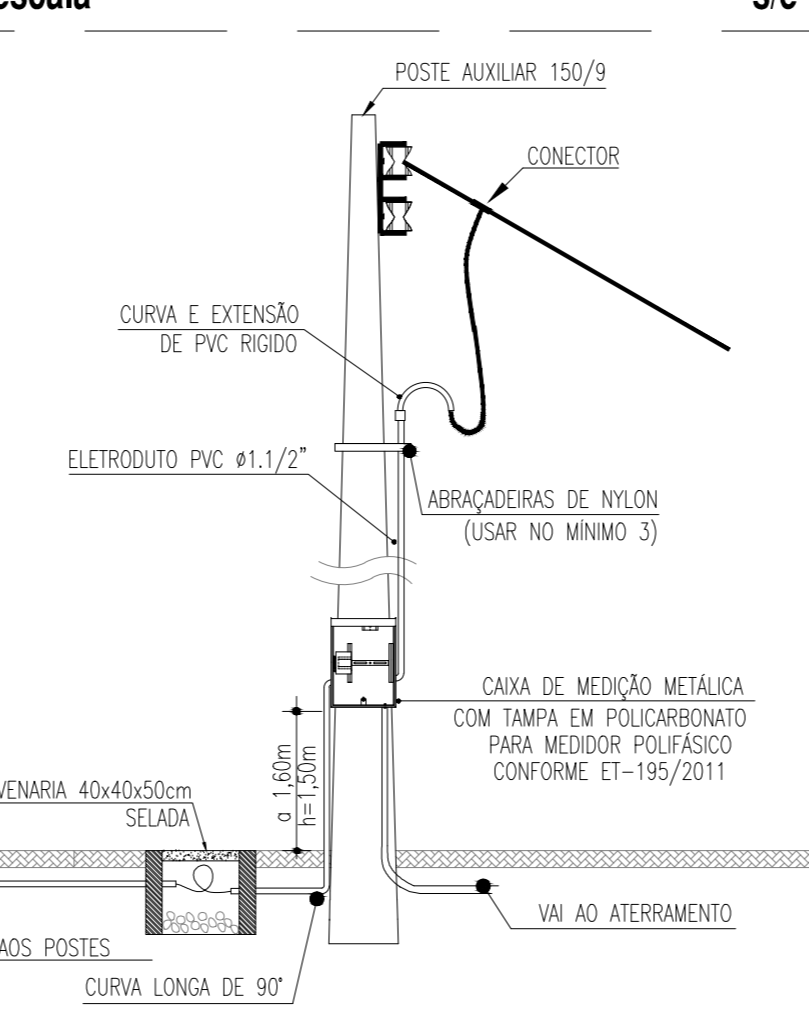 escala
s/e
POSTE AUXILIAR 150/9
CONECTOR
CURVA E EXTENSÃO
DE PVC RIGIDO
ELETRODUTO PVC ø1.1/2"
ABRAÇADEIRAS DE NYLON
(USAR NO MÍNIMO 3)
CAIXA DE MEDIÇÃO METÁLICA
COM TAMPA EM POLICARBONATO
PARA MEDIDOR POLIFÁSICO
CONFORME ET-195/2011
h=1,50m
a 1,60m
VENARIA 40x40x50cm
SELADA
VAI AO ATERRAMENTO
AOS POSTES
CURVA LONGA DE 90°